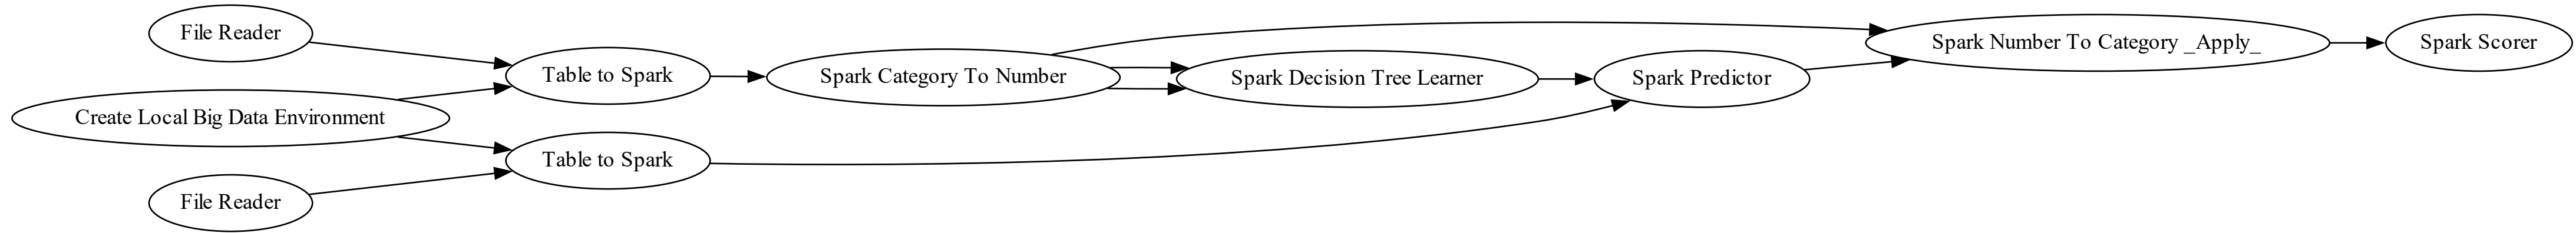 File Reader
Create Local Big Data Environment
File Reader
Table to Spark
Table to Spark
Spark Category To Number
Spark Decision Tree Learner
Spark Predictor
Spark Number To Category _Apply_
Spark Scorer